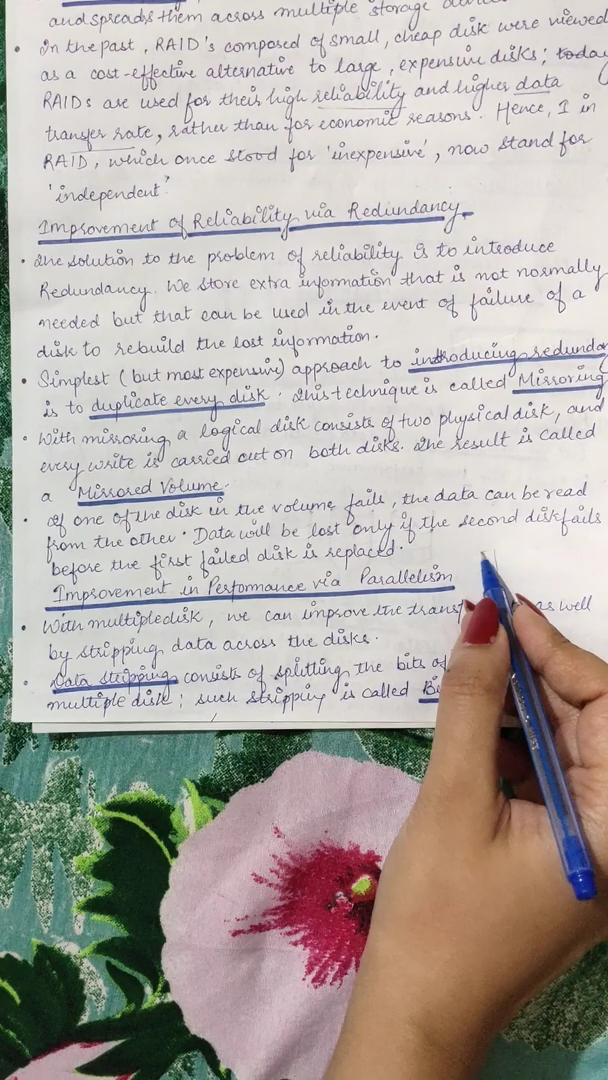 and spreads them across multiple storage
• In the past, RAID's composed of small, cheap disk were viewed
as a cost-effective alternative to large, expensive disks; today
RAIDs are used for their high reliability and higher data
transfer rate, rather than for economic reasons. Hence, I in
RAID, which once stood for 'inexpensive', now stand for
'independent'
Improvement of Reliability via Redundancy.
• The solution to the problem of reliability is to introduce
Redundancy. We store extra information that is not normally
needed but that can be used in the event of failure of a
disk to rebuild the lost information.
• Simplest (but most expensive) approach to introducing redundan
is to duplicate every disk. This technique is called Mirroring
• With mirroring a logical disk consists of two physical disk, and
every write is carried out on both disks. The result is called
a Mirrored Volume.
• If one of the disk in the volume fails, the data can be read
from the other. Data will be lost only if the second disk fails
before the first failed disk is replaced.
Improvement in Perfomance via Parallelism
• With multiple disk, we can improve the transf as well
by stripping data across the disks.
• Data stripping consists of splitting the bits of
multiple disk; such stripping is called Bi